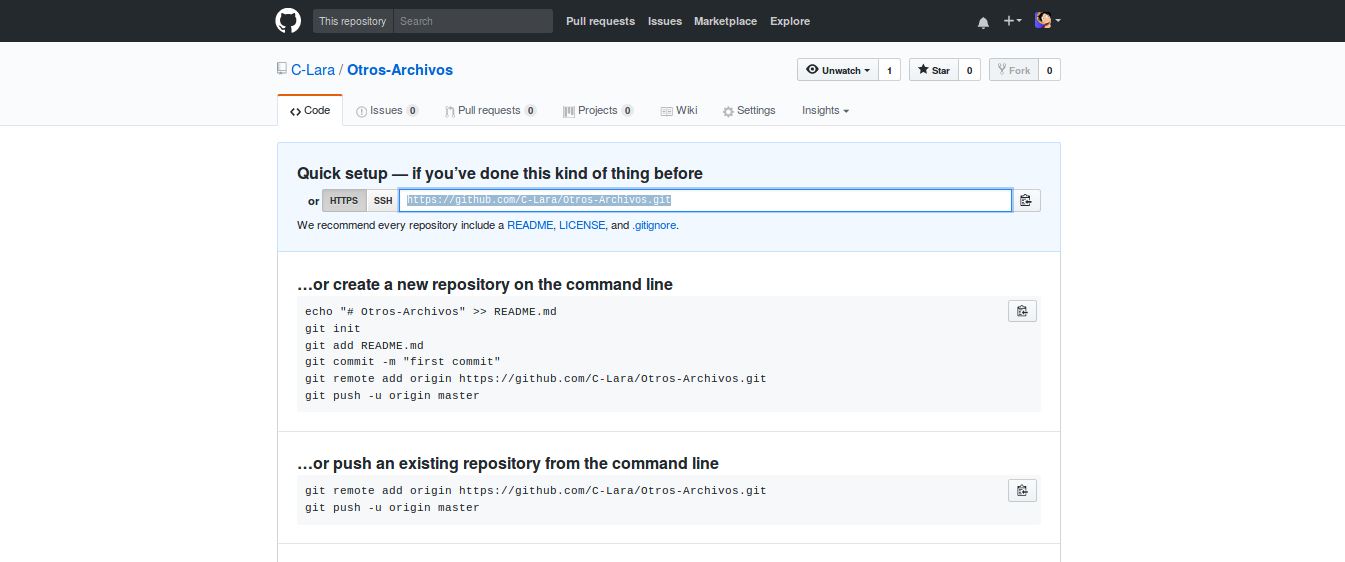 This repository Search Pull requests Issues Marketplace Explore
C-Lara / Otros-Archivos Unwatch 1 Star 0 Fork 0
Code Issues 0 Pull requests 0 Projects 0 Wiki Settings Insights
Quick setup — if you’ve done this kind of thing before
or HTTPS SSH https://github.com/C-Lara/Otros-Archivos.git
We recommend every repository include a README, LICENSE, and .gitignore.
…or create a new repository on the command line
echo "# Otros-Archivos" >> README.md
git init
git add README.md
git commit -m "first commit"
git remote add origin https://github.com/C-Lara/Otros-Archivos.git
git push -u origin master
…or push an existing repository from the command line
git remote add origin https://github.com/C-Lara/Otros-Archivos.git
git push -u origin master